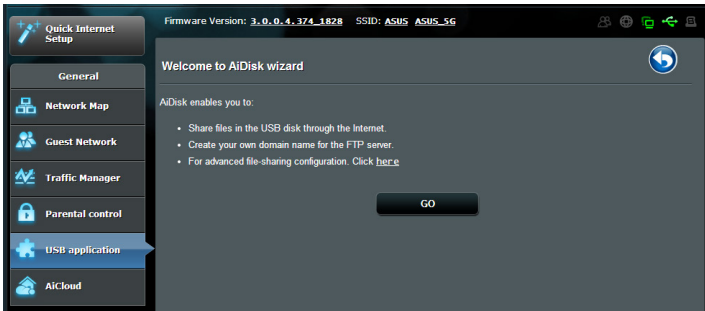 Quick Internet
Setup
Firmware Version: 3.0.0.4.374_1828 SSID: ASUS ASUS_5G
General
Network Map
Guest Network
Traffic Manager
Parental control
USB application
AiCloud
Welcome to AiDisk wizard
AiDisk enables you to:
• Share files in the USB disk through the Internet.
• Create your own domain name for the FTP server.
• For advanced file-sharing configuration. Click here
GO